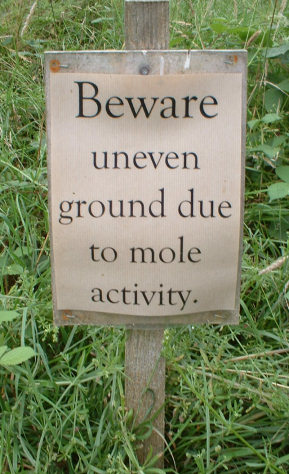 Beware
uneven
ground due
to mole
activity.